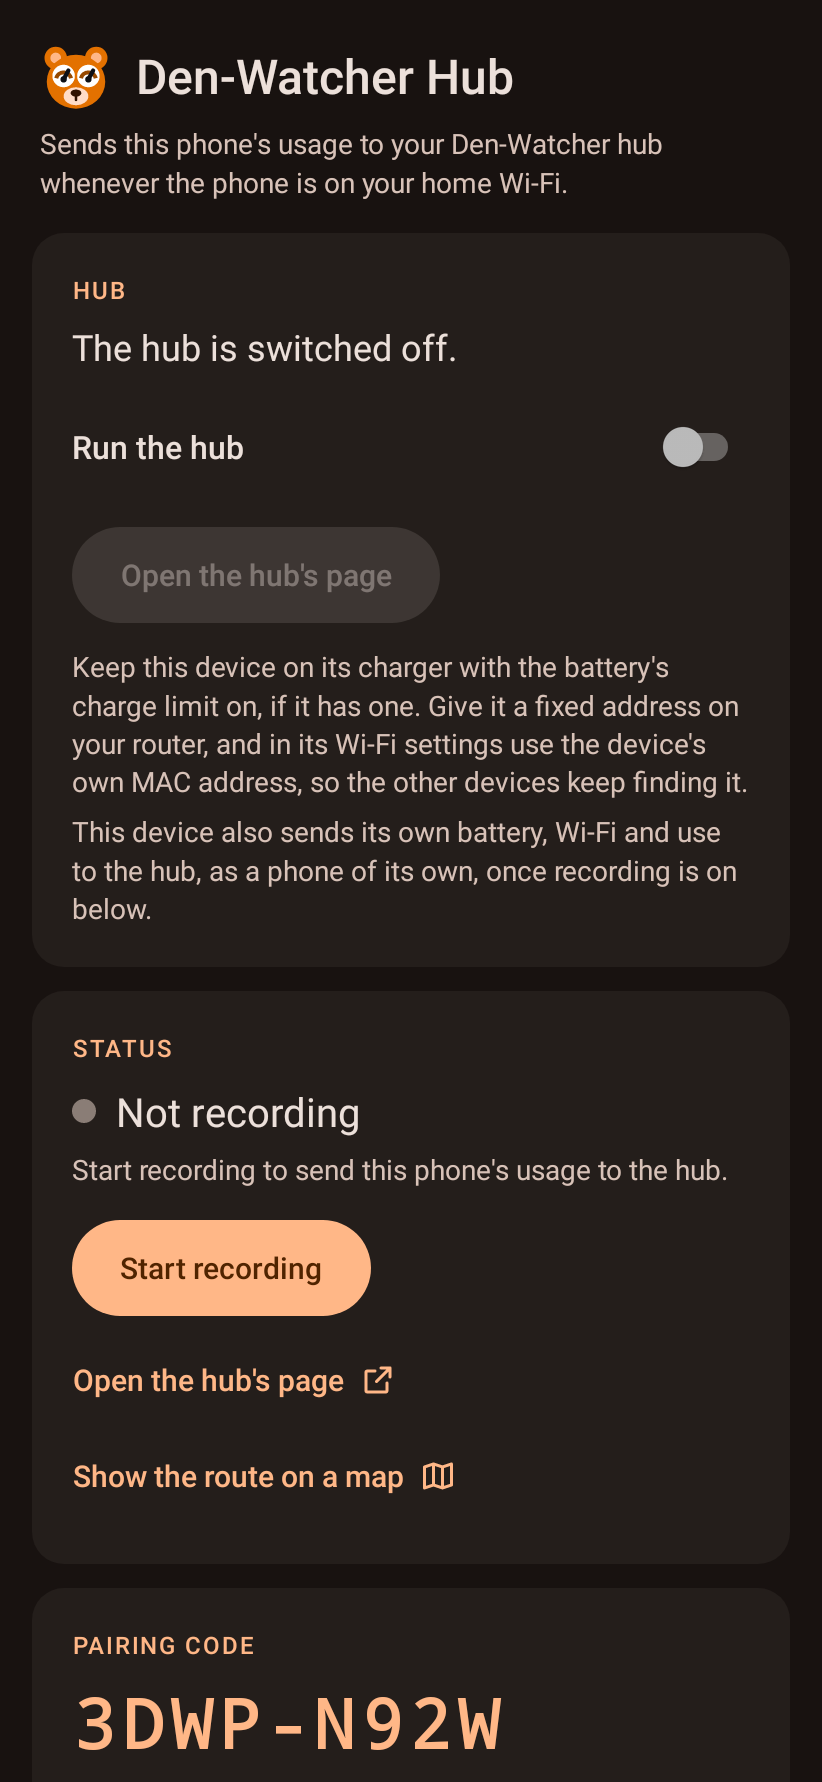 Den-Watcher Hub
Sends this phone's usage to your Den-Watcher hub
whenever the phone is on your home Wi-Fi.
HUB
The hub is switched off.
Run the hub
Open the hub's page
Keep this device on its charger with the battery's
charge limit on, if it has one. Give it a fixed address on
your router, and in its Wi-Fi settings use the device's
own MAC address, so the other devices keep finding it.
This device also sends its own battery, Wi-Fi and use
to the hub, as a phone of its own, once recording is on
below.
STATUS
Not recording
Start recording to send this phone's usage to the hub.
Start recording
Open the hub's page
Show the route on a map
PAIRING CODE
3DWP-N92W